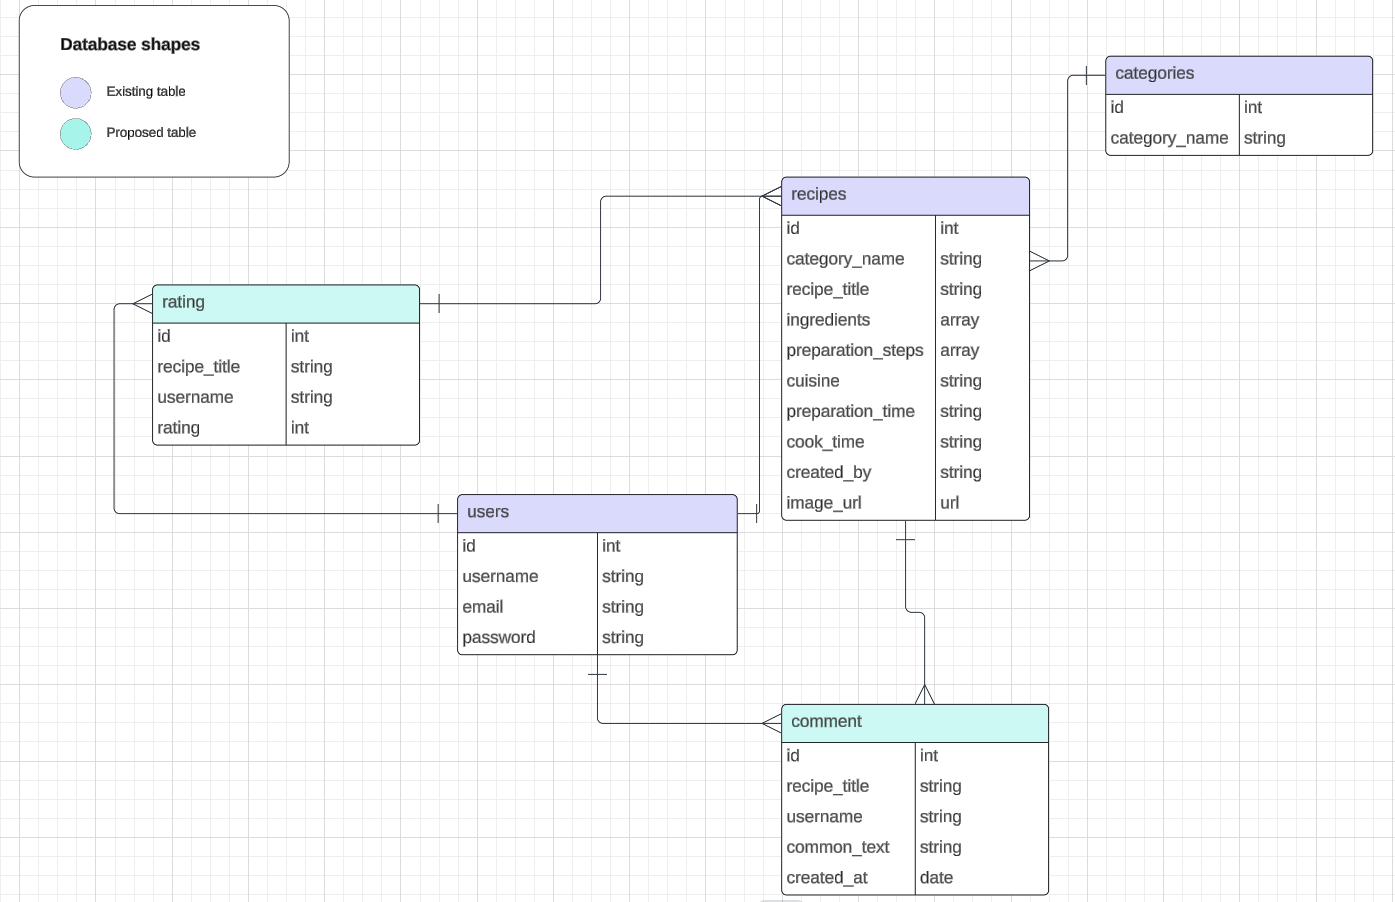 Database shapes
Existing table
Proposed table
categories
id int
category_name string
recipes
id int
category_name string
recipe_title string
ingredients array
preparation_steps array
cuisine string
preparation_time string
cook_time string
created_by string
image_url url
rating
id int
recipe_title string
username string
rating int
users
id int
username string
email string
password string
comment
id int
recipe_title string
username string
common_text string
created_at date